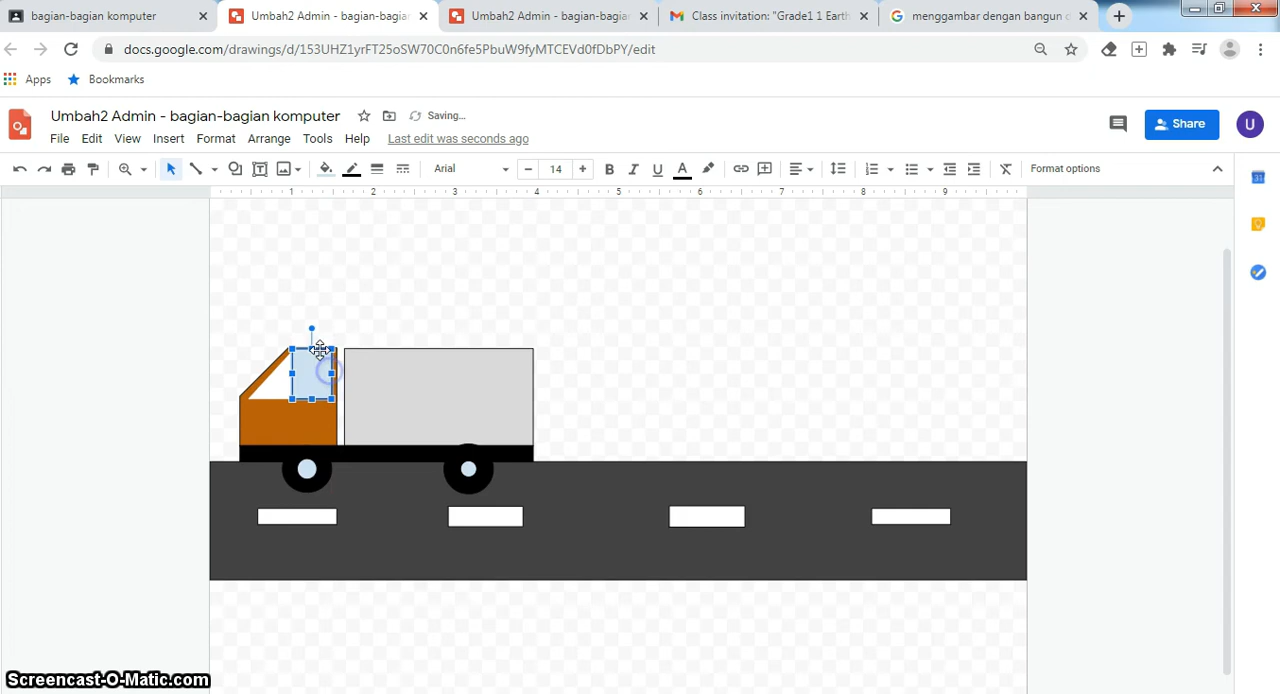 bagian-bagian komputer
Umbah2 Admin - bagian-bagian
Umbah2 Admin - bagian-bagia
Class invitation: "Grade1 1 Earth
menggambar dengan bangun d
docs.google.com/drawings/d/153UHZ1yrFT25oSW70C0n6fe5PbuW9fyMTCEVd0fDbPY/edit
Apps
Bookmarks
Umbah2 Admin - bagian-bagian komputer
Saving...
File Edit View Insert Format Arrange Tools Help Last edit was seconds ago
Share
U
Arial
14
B I U A
Format options
1 2 3 4 5 6 7 8 9
31
Screencast-O-Matic.com